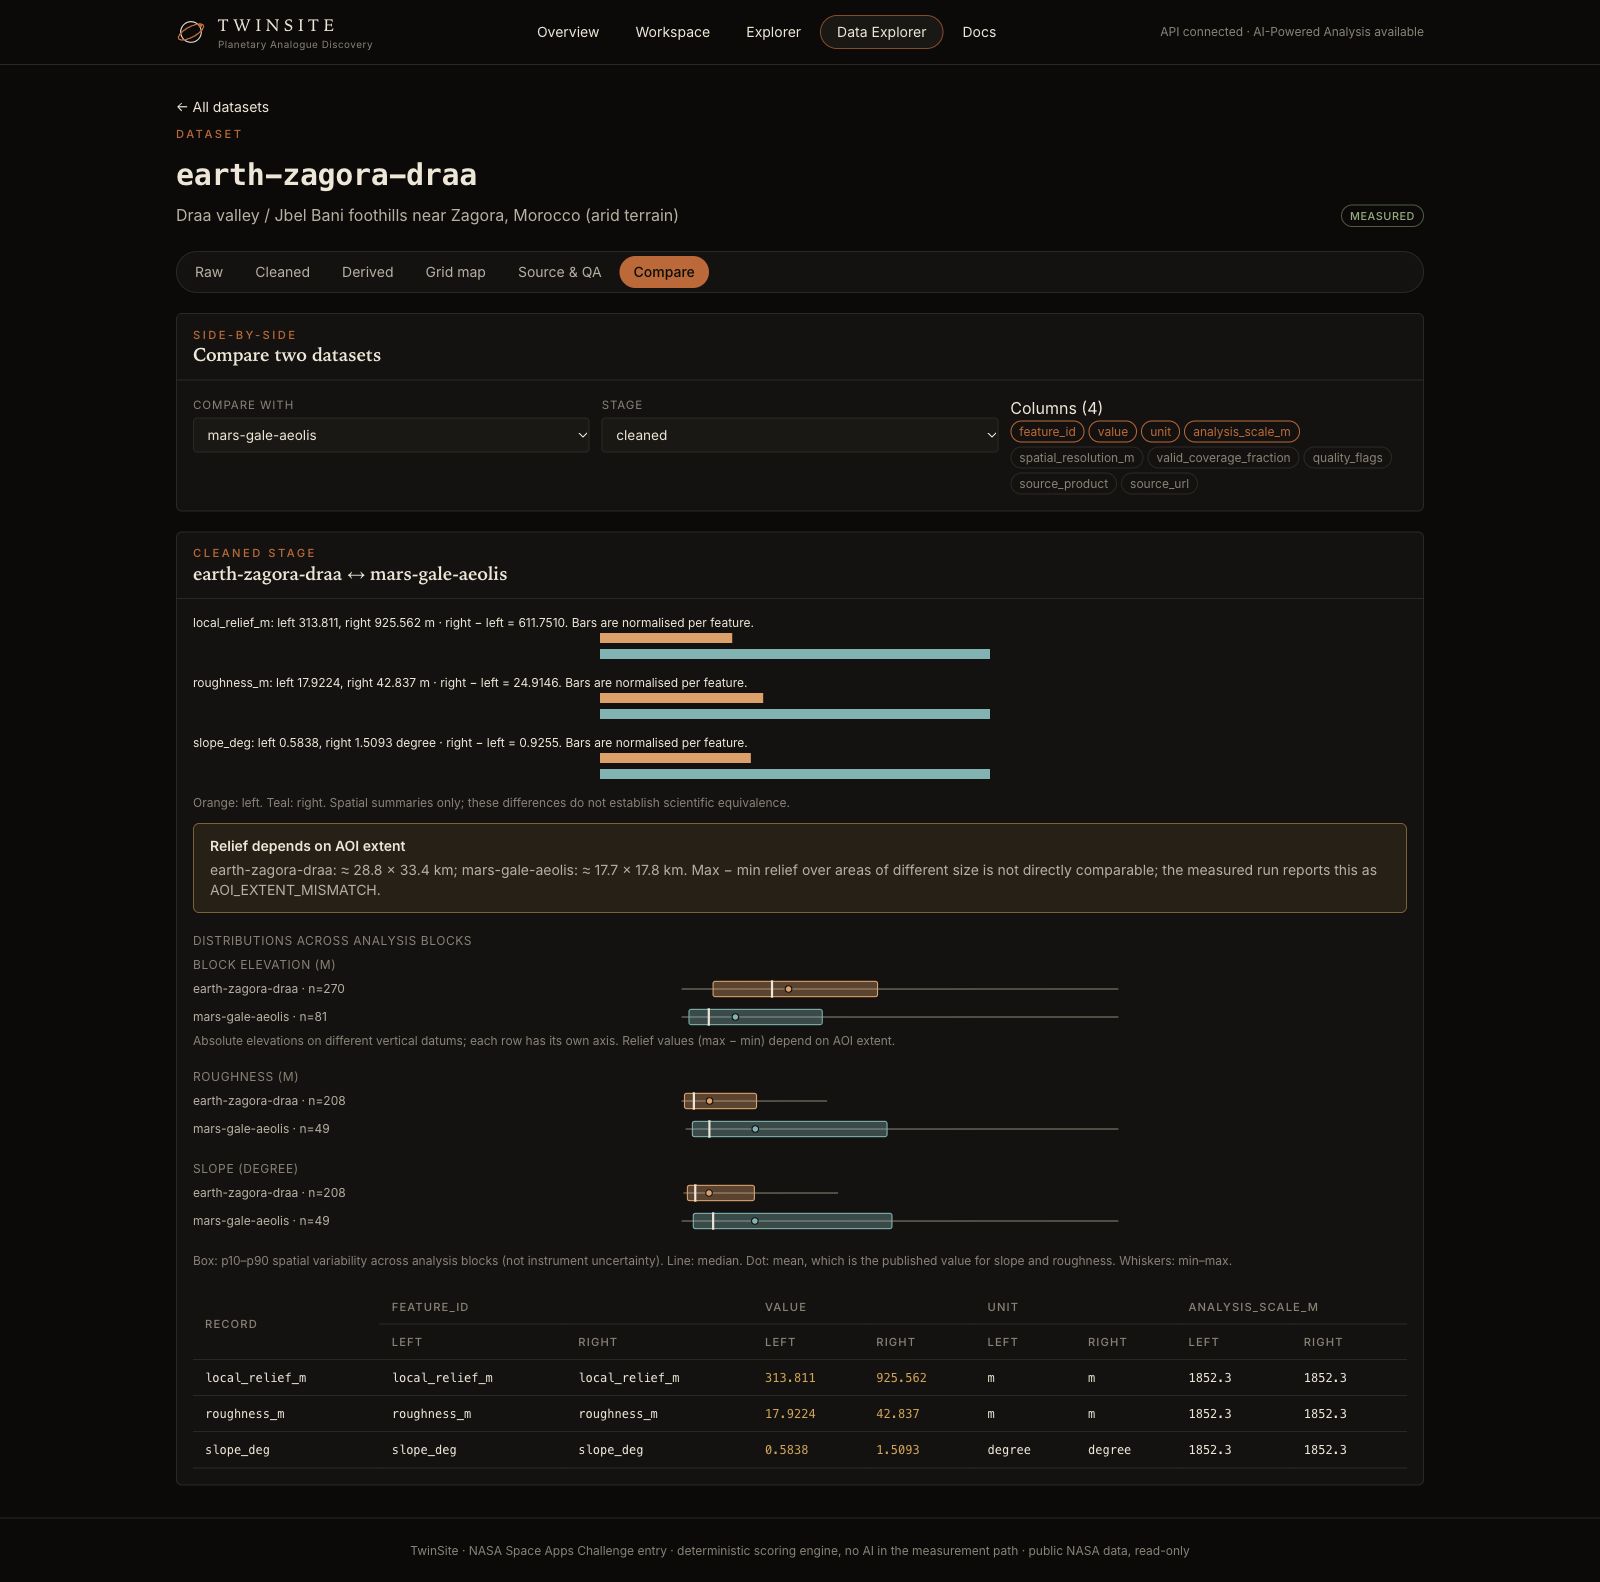 TWINSITE
Planetary Analogue Discovery
Overview
Workspace
Explorer
Data Explorer
Docs
API connected · AI-Powered Analysis available
← All datasets
DATASET
earth-zagora-draa
Draa valley / Jbel Bani foothills near Zagora, Morocco (arid terrain)
MEASURED
Raw
Cleaned
Derived
Grid map
Source & QA
Compare
SIDE-BY-SIDE
Compare two datasets
COMPARE WITH
mars-gale-aeolis
STAGE
cleaned
Columns (4)
feature_id
value
unit
analysis_scale_m
spatial_resolution_m
valid_coverage_fraction
quality_flags
source_product
source_url
CLEANED STAGE
earth-zagora-draa ↔ mars-gale-aeolis
local_relief_m: left 313.811, right 925.562 m · right − left = 611.7510. Bars are normalised per feature.
roughness_m: left 17.9224, right 42.837 m · right − left = 24.9146. Bars are normalised per feature.
slope_deg: left 0.5838, right 1.5093 degree · right − left = 0.9255. Bars are normalised per feature.
Orange: left. Teal: right. Spatial summaries only; these differences do not establish scientific equivalence.
Relief depends on AOI extent
earth-zagora-draa: ≈ 28.8 × 33.4 km; mars-gale-aeolis: ≈ 17.7 × 17.8 km. Max − min relief over areas of different size is not directly comparable; the measured run reports this as
AOI_EXTENT_MISMATCH.
DISTRIBUTIONS ACROSS ANALYSIS BLOCKS
BLOCK ELEVATION (M)
earth-zagora-draa · n=270
mars-gale-aeolis · n=81
Absolute elevations on different vertical datums; each row has its own axis. Relief values (max − min) depend on AOI extent.
ROUGHNESS (M)
earth-zagora-draa · n=208
mars-gale-aeolis · n=49
SLOPE (DEGREE)
earth-zagora-draa · n=208
mars-gale-aeolis · n=49
Box: p10–p90 spatial variability across analysis blocks (not instrument uncertainty). Line: median. Dot: mean, which is the published value for slope and roughness. Whiskers: min–max.
RECORD FEATURE_ID VALUE UNIT ANALYSIS_SCALE_M
LEFT RIGHT LEFT RIGHT LEFT RIGHT LEFT RIGHT
local_relief_m local_relief_m local_relief_m 313.811 925.562 m m 1852.3 1852.3
roughness_m roughness_m roughness_m 17.9224 42.837 m m 1852.3 1852.3
slope_deg slope_deg slope_deg 0.5838 1.5093 degree degree 1852.3 1852.3
TwinSite · NASA Space Apps Challenge entry · deterministic scoring engine, no AI in the measurement path · public NASA data, read-only